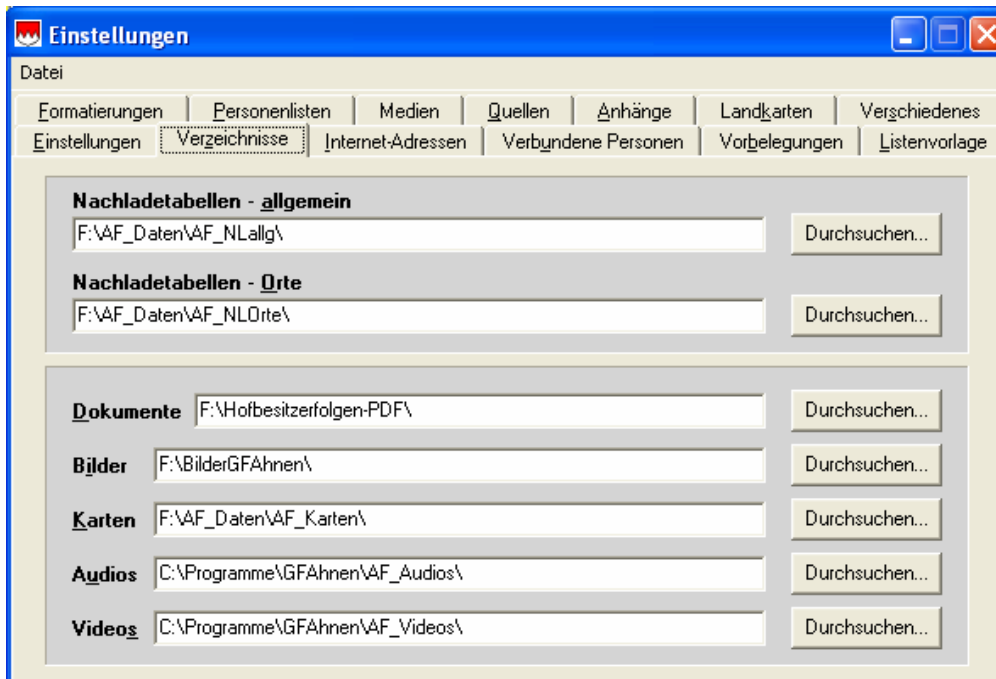 Einstellungen
Datei
Formatierungen Personenlisten Medien Quellen Anhänge Landkarten Verschiedenes
Einstellungen Verzeichnisse Internet-Adressen Verbundene Personen Vorbelegungen Listenvorlage
Nachladetabellen - allgemein
F:\AF_Daten\AF_NLallg\ Durchsuchen...
Nachladetabellen - Orte
F:\AF_Daten\AF_NLOrte\ Durchsuchen...
Dokumente F:\Hofbesitzerfolgen-PDF\ Durchsuchen...
Bilder F:\BilderGFAhnen\ Durchsuchen...
Karten F:\AF_Daten\AF_Karten\ Durchsuchen...
Audios C:\Programme\GFAhnen\AF_Audios\ Durchsuchen...
Videos C:\Programme\GFAhnen\AF_Videos\ Durchsuchen...